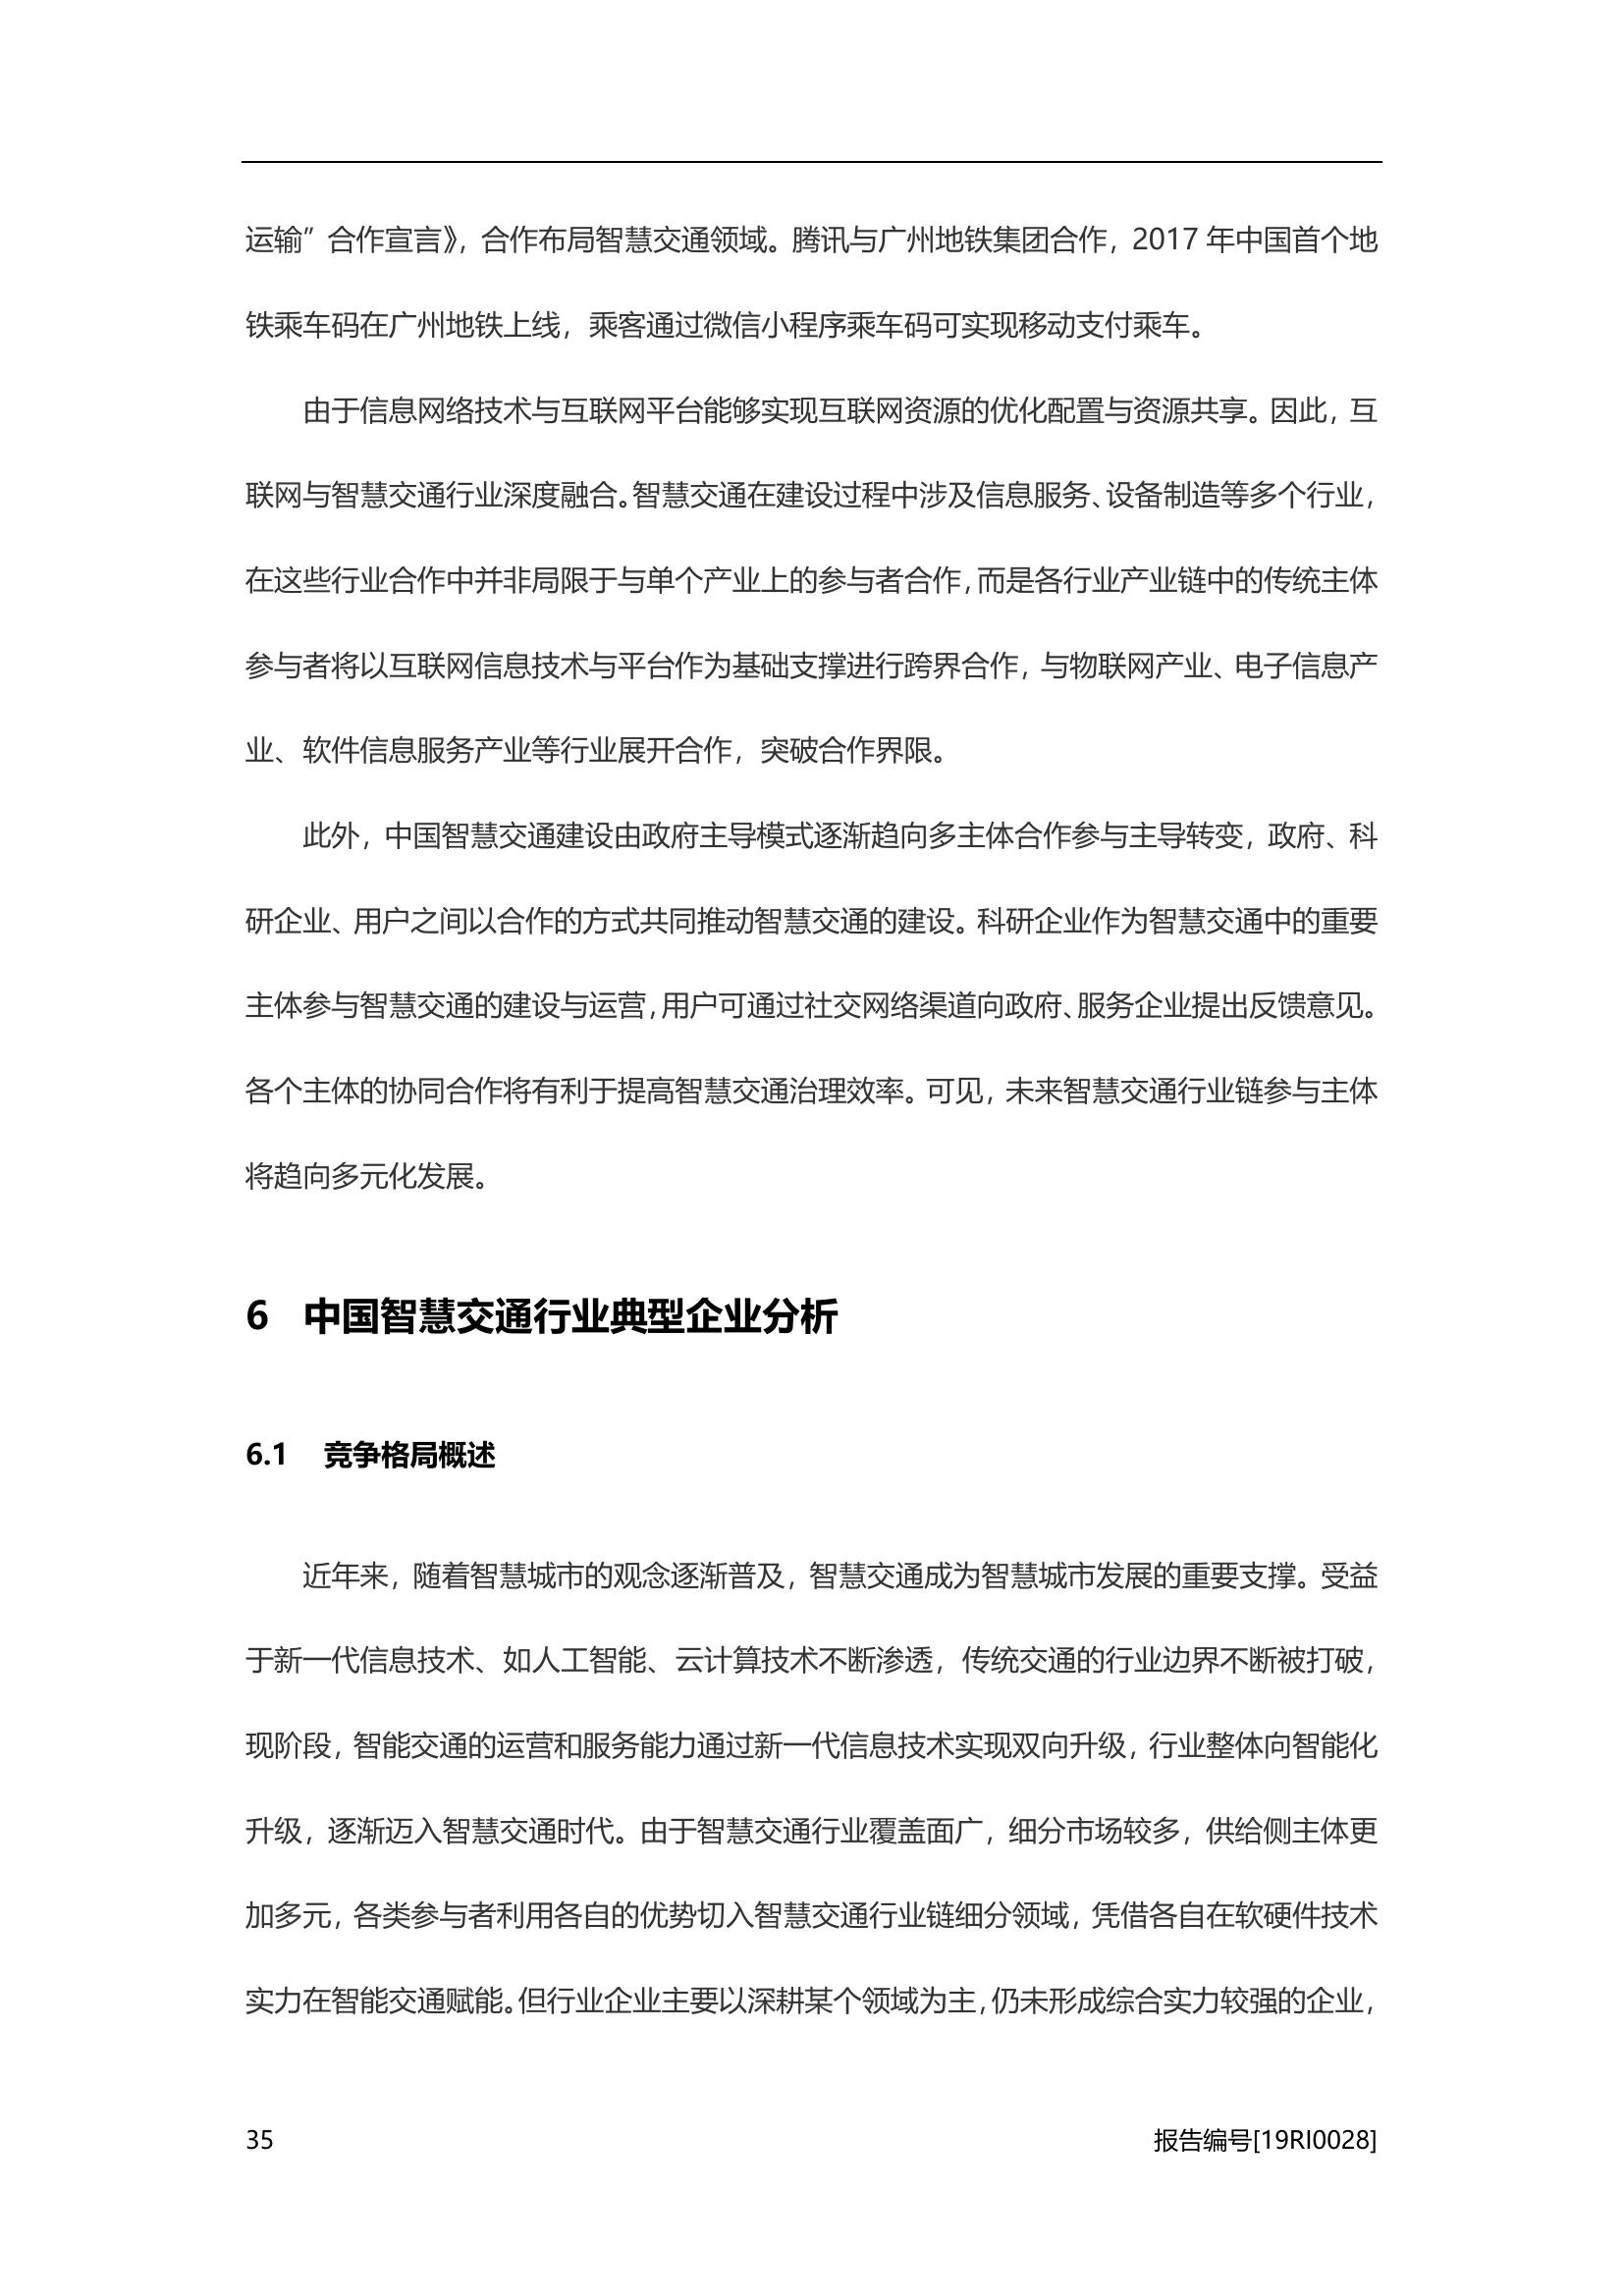 运输”合作宣言》，合作布局智慧交通领域。腾讯与广州地铁集团合作，2017 年中国首个地
铁乘车码在广州地铁上线，乘客通过微信小程序乘车码可实现移动支付乘车。
由于信息网络技术与互联网平台能够实现互联网资源的优化配置与资源共享。因此，互
联网与智慧交通行业深度融合。智慧交通在建设过程中涉及信息服务、设备制造等多个行业，
在这些行业合作中并非局限于与单个产业上的参与者合作，而是各行业产业链中的传统主体
参与者将以互联网信息技术与平台作为基础支撑进行跨界合作，与物联网产业、电子信息产
业、软件信息服务产业等行业展开合作，突破合作界限。
此外，中国智慧交通建设由政府主导模式逐渐趋向多主体合作参与主导转变，政府、科
研企业、用户之间以合作的方式共同推动智慧交通的建设。科研企业作为智慧交通中的重要
主体参与智慧交通的建设与运营，用户可通过社交网络渠道向政府、服务企业提出反馈意见。
各个主体的协同合作将有利于提高智慧交通治理效率。可见，未来智慧交通行业链参与主体
将趋向多元化发展。
6 中国智慧交通行业典型企业分析
6.1 竞争格局概述
近年来，随着智慧城市的观念逐渐普及，智慧交通成为智慧城市发展的重要支撑。受益
于新一代信息技术、如人工智能、云计算技术不断渗透，传统交通的行业边界不断被打破，
现阶段，智能交通的运营和服务能力通过新一代信息技术实现双向升级，行业整体向智能化
升级，逐渐迈入智慧交通时代。由于智慧交通行业覆盖面广，细分市场较多，供给侧主体更
加多元，各类参与者利用各自的优势切入智慧交通行业链细分领域，凭借各自在软硬件技术
实力在智能交通赋能。但行业企业主要以深耕某个领域为主，仍未形成综合实力较强的企业，
35 报告编号[19RI0028]